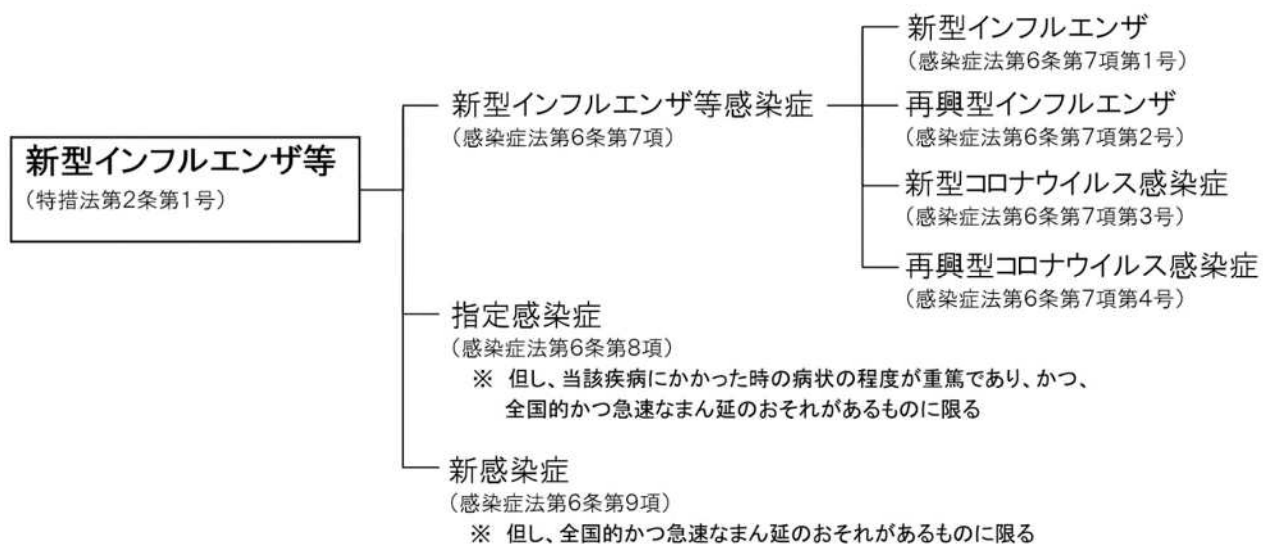 新型インフルエンザ等
（特措法第2条第1号）
新型インフルエンザ等感染症
（感染症法第6条第7項）
新型インフルエンザ
（感染症法第6条第7項第1号）
再興型インフルエンザ
（感染症法第6条第7項第2号）
新型コロナウイルス感染症
（感染症法第6条第7項第3号）
再興型コロナウイルス感染症
（感染症法第6条第7項第4号）
指定感染症
（感染症法第6条第8項）
※ 但し、当該疾病にかかった時の病状の程度が重篤であり、かつ、
全国的かつ急速なまん延のおそれがあるものに限る
新感染症
（感染症法第6条第9項）
※ 但し、全国的かつ急速なまん延のおそれがあるものに限る